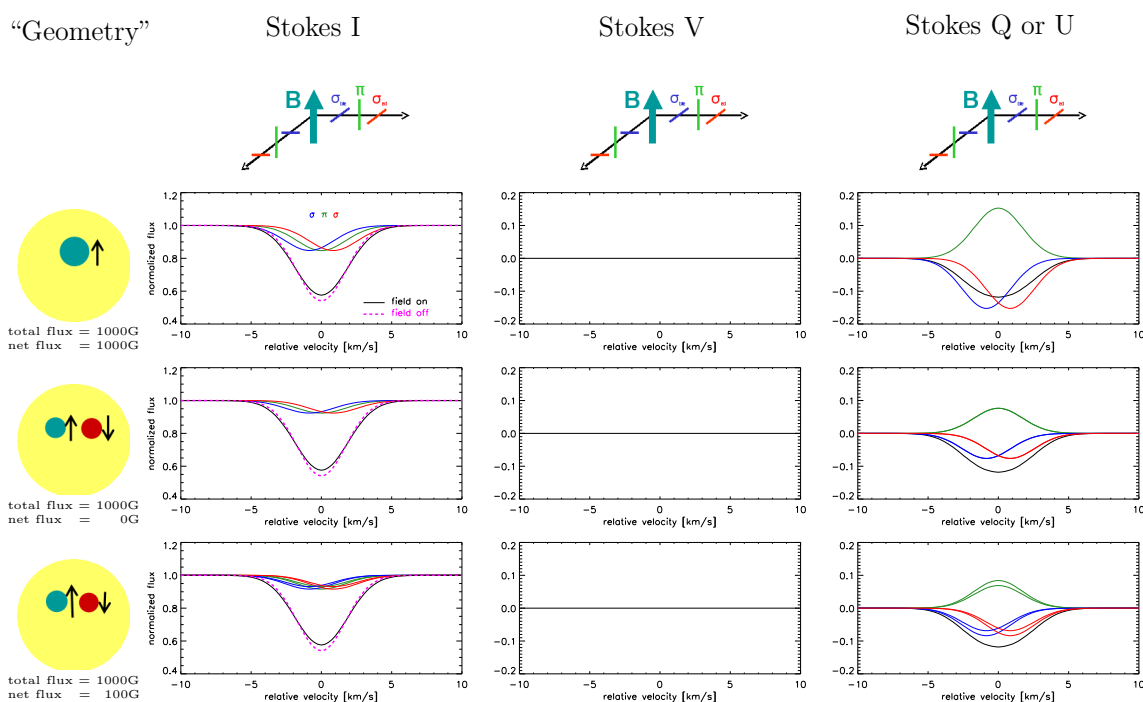 “Geometry” Stokes I Stokes V Stokes Q or U
B σblue π σred B σblue π σred B σblue π σred
1.2 0.2 0.2
σ π σ
1.0 0.1 0.1
0.8 0.0 0.0
0.6 −0.1 −0.1
field on
field off
0.4 −0.2 −0.2
normalized flux
−10 −5 0 5 10 −10 −5 0 5 10 −10 −5 0 5 10
relative velocity [km/s] relative velocity [km/s] relative velocity [km/s]
total flux = 1000G
net flux = 1000G
1.2 0.2 0.2
1.0 0.1 0.1
0.8 0.0 0.0
0.6 −0.1 −0.1
0.4 −0.2 −0.2
normalized flux
−10 −5 0 5 10 −10 −5 0 5 10 −10 −5 0 5 10
relative velocity [km/s] relative velocity [km/s] relative velocity [km/s]
total flux = 1000G
net flux = 0G
1.2 0.2 0.2
1.0 0.1 0.1
0.8 0.0 0.0
0.6 −0.1 −0.1
0.4 −0.2 −0.2
normalized flux
−10 −5 0 5 10 −10 −5 0 5 10 −10 −5 0 5 10
relative velocity [km/s] relative velocity [km/s] relative velocity [km/s]
total flux = 1000G
net flux = 100G